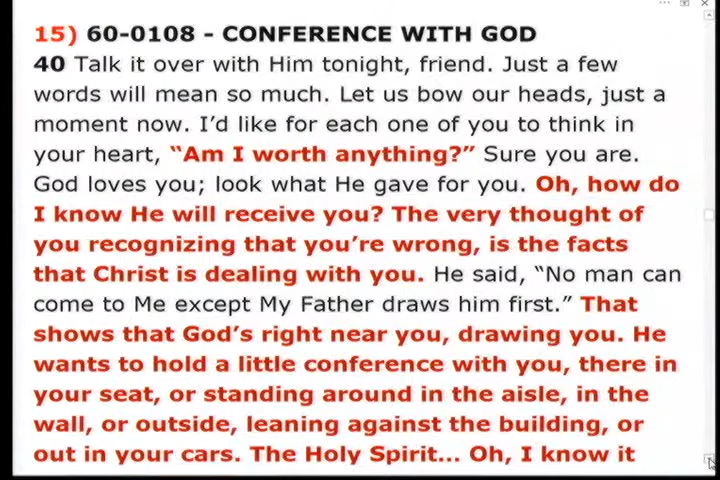 15) 60-0108 - CONFERENCE WITH GOD
40 Talk it over with Him tonight, friend. Just a few
words will mean so much. Let us bow our heads, just a
moment now. I’d like for each one of you to think in
your heart, “Am I worth anything?” Sure you are.
God loves you; look what He gave for you. Oh, how do
I know He will receive you? The very thought of
you recognizing that you’re wrong, is the facts
that Christ is dealing with you. He said, “No man can
come to Me except My Father draws him first.” That
shows that God’s right near you, drawing you. He
wants to hold a little conference with you, there in
your seat, or standing around in the aisle, in the
wall, or outside, leaning against the building, or
out in your cars. The Holy Spirit... Oh, I know it